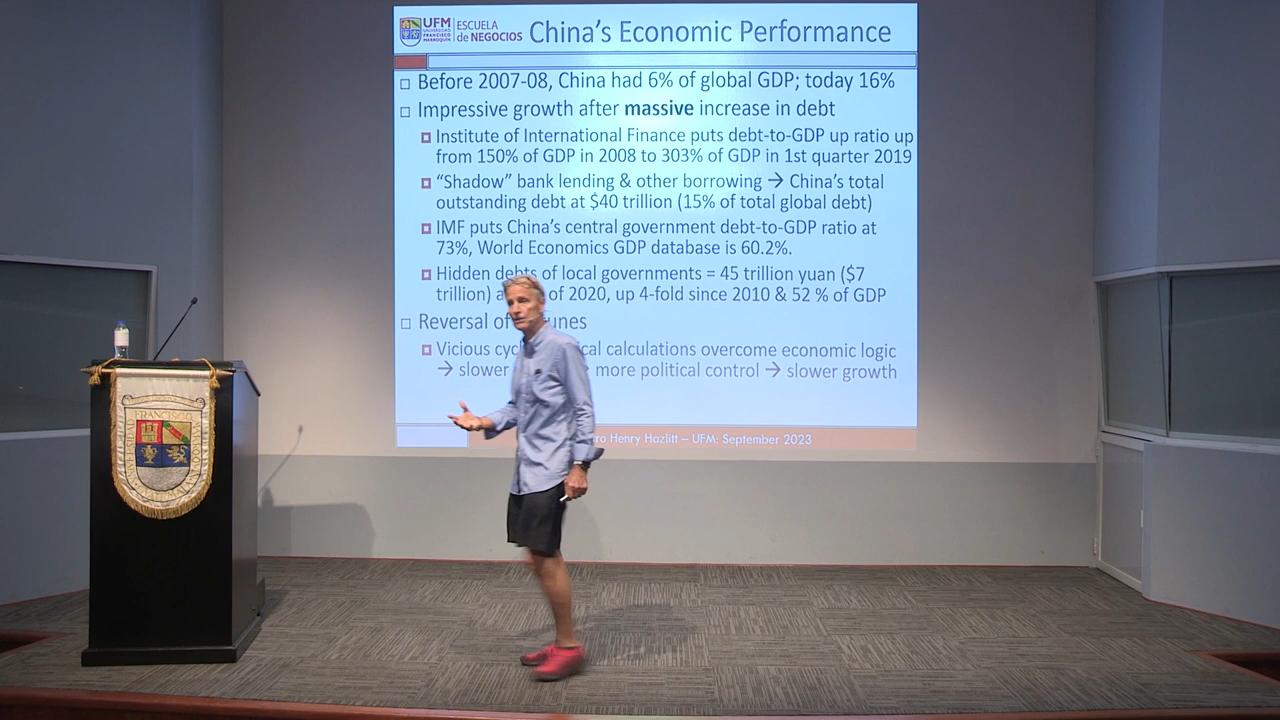 UFM
UNIVERSIDAD
FRANCISCO
MARROQUÍN
ESCUELA
de NEGOCIOS
China's Economic Performance
Before 2007-08, China had 6% of global GDP; today 16%
Impressive growth after massive increase in debt
Institute of International Finance puts debt-to-GDP up ratio up
from 150% of GDP in 2008 to 303% of GDP in 1st quarter 2019
“Shadow” bank lending & other borrowing → China's total
outstanding debt at $40 trillion (15% of total global debt)
IMF puts China's central government debt-to-GDP ratio at
73%, World Economics GDP database is 60.2%.
Hidden debts of local governments = 45 trillion yuan ($7
trillion) of 2020, up 4-fold since 2010 & 52 % of GDP
Reversal of
Vicious calculations overcome economic logic
→ slower more political control → slower growth
Henry Hazlitt – UFM: September 2023
FRANCISCO